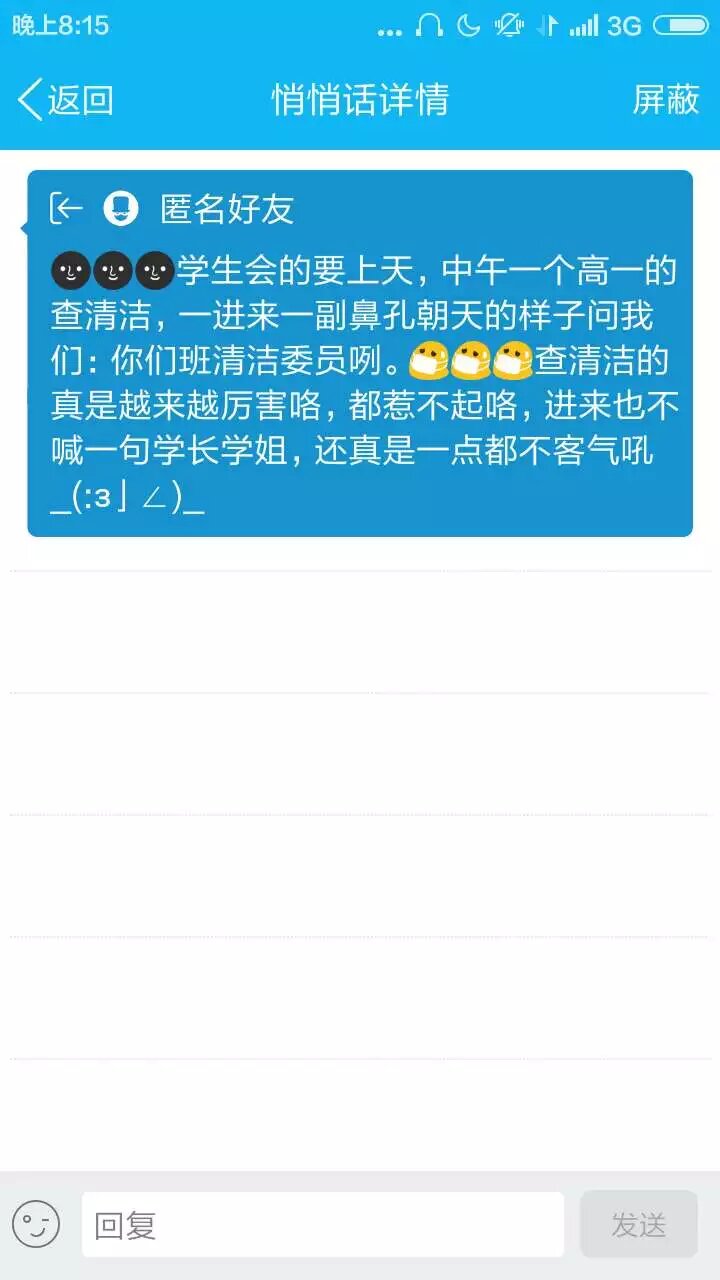 晚上8:15
3G
返回
悄悄话详情
屏蔽
匿名好友
🌚🌚🌚学生会的要上天，中午一个高一的
查清洁，一进来一副鼻孔朝天的样子问我
们：你们班清洁委员咧。😷😷😷查清洁的
真是越来越厉害咯，都惹不起咯，进来也不
喊一句学长学姐，还真是一点都不客气吼
_(:з」∠)_
回复
发送